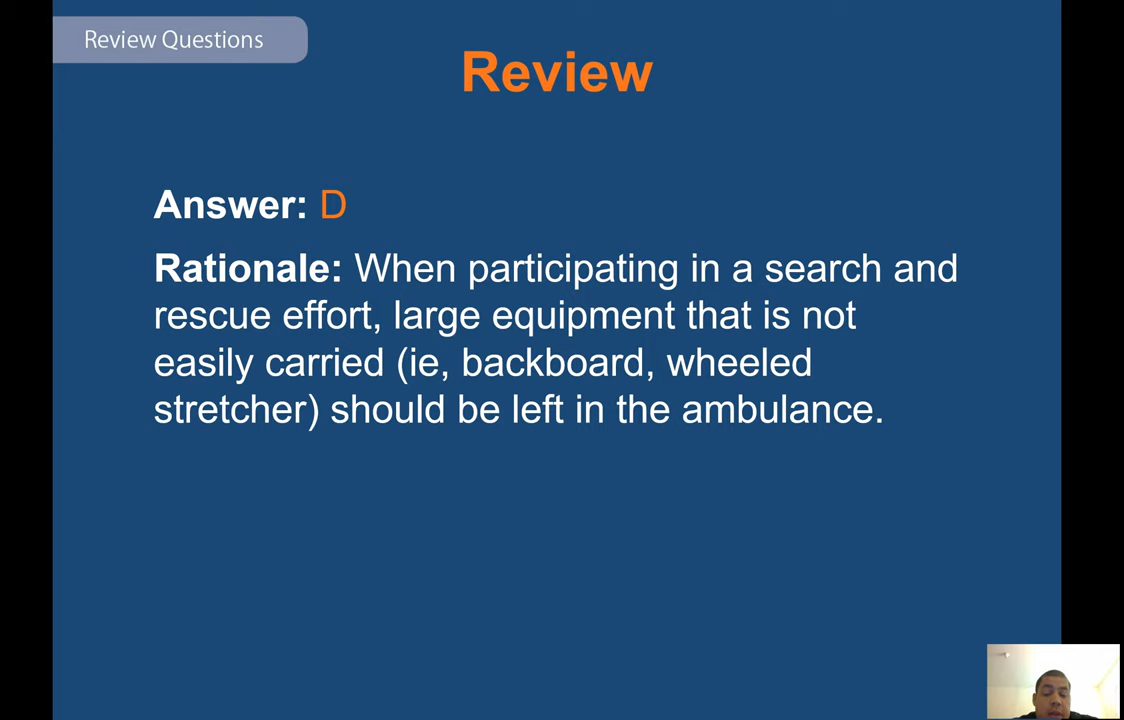 Review Questions
Review
Answer: D
Rationale: When participating in a search and
rescue effort, large equipment that is not
easily carried (ie, backboard, wheeled
stretcher) should be left in the ambulance.